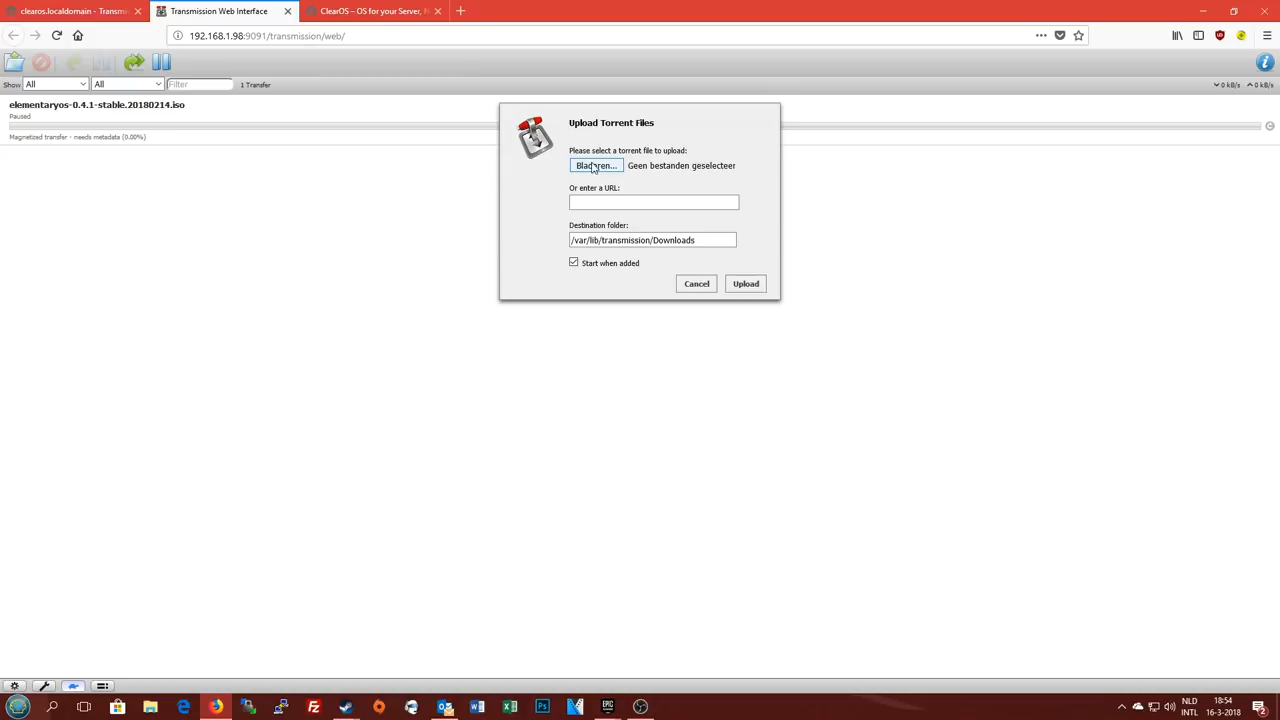 clearos.localdomain - Transmi
Transmission Web Interface
ClearOS – OS for your Server, N
192.168.1.98:9091/transmission/web/
Show All All Filter 1 Transfer
0 kB/s 0 kB/s
elementaryos-0.4.1-stable.20180214.iso
Paused
Magnetized transfer - needs metadata (0.00%)
Upload Torrent Files
Please select a torrent file to upload:
Bladeren... Geen bestanden geselecteer
Or enter a URL:
Destination folder:
/var/lib/transmission/Downloads
Start when added
Cancel Upload
NLD 18:54
INTL 16-3-2018